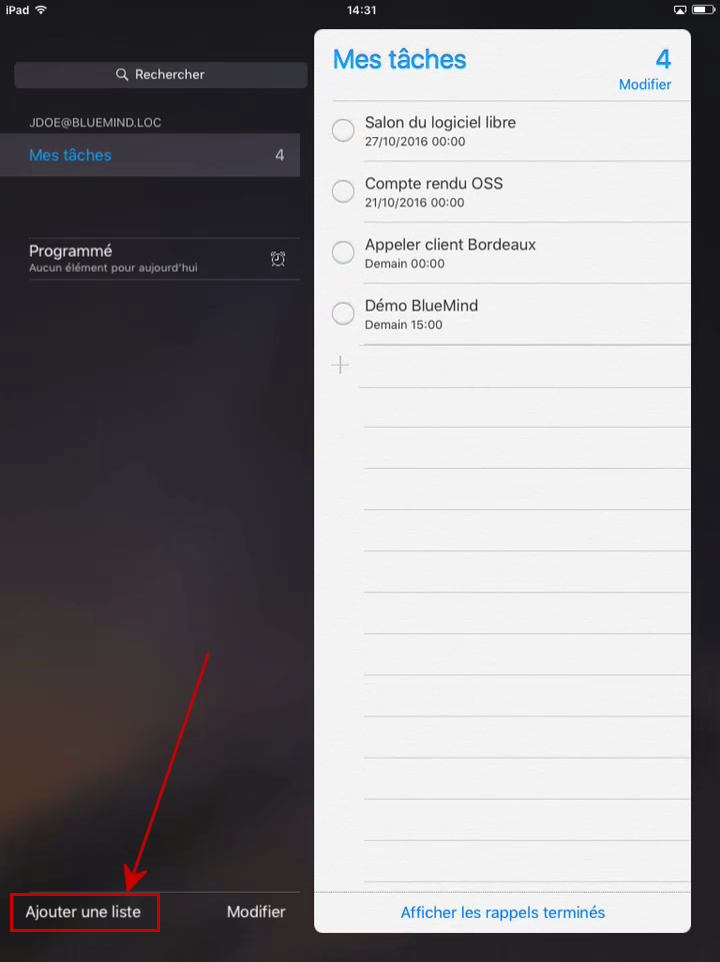 iPad
14:31
Rechercher
JDOE@BLUEMIND.LOC
Mes tâches 4
Programmé
Aucun élément pour aujourd'hui
Ajouter une liste
Modifier
Mes tâches 4
Modifier
Salon du logiciel libre
27/10/2016 00:00
Compte rendu OSS
21/10/2016 00:00
Appeler client Bordeaux
Demain 00:00
Démo BlueMind
Demain 15:00
Afficher les rappels terminés